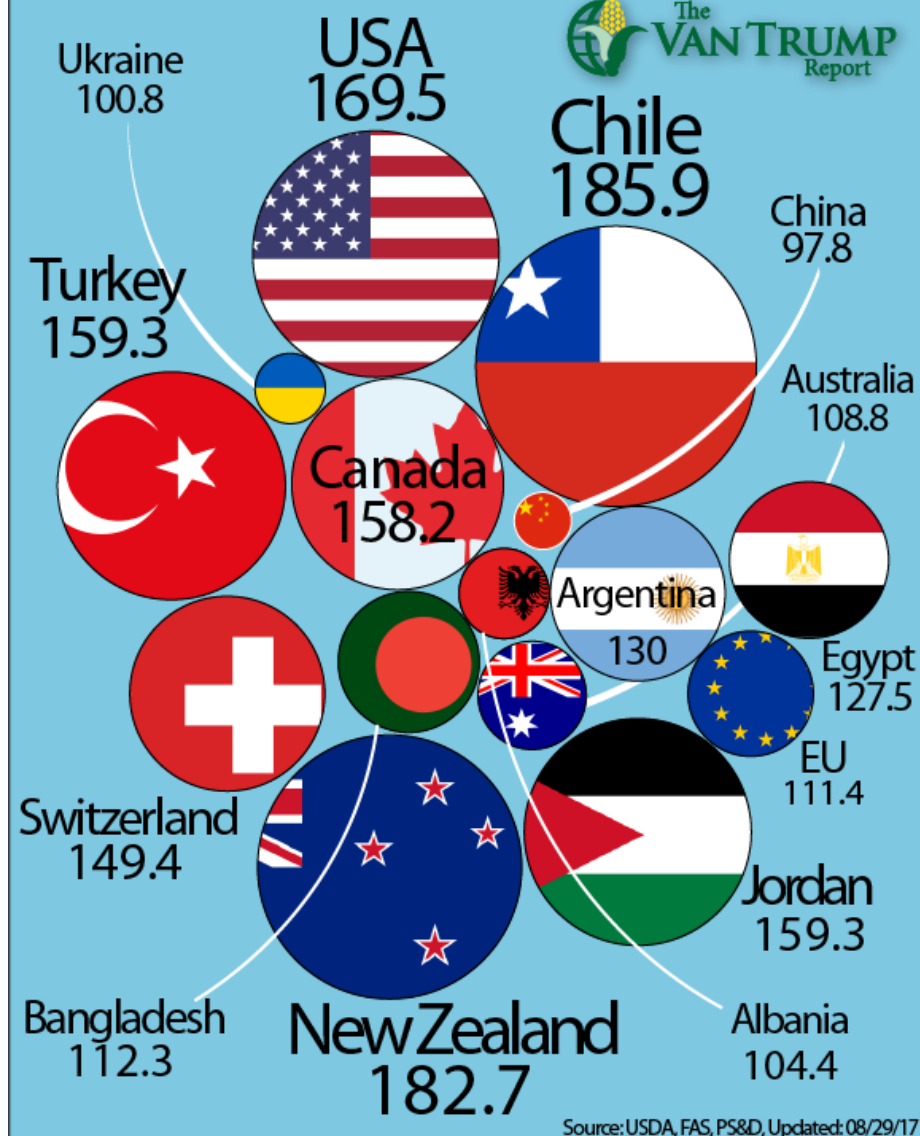 The
VAN TRUMP
Report
Ukraine
100.8
USA
169.5
Chile
185.9
China
97.8
Turkey
159.3
Australia
108.8
Canada
158.2
Argentina
130
Egypt
127.5
EU
111.4
Switzerland
149.4
Jordan
159.3
Bangladesh
112.3
New Zealand
182.7
Albania
104.4
Source: USDA, FAS, PS&D, Updated: 08/29/17